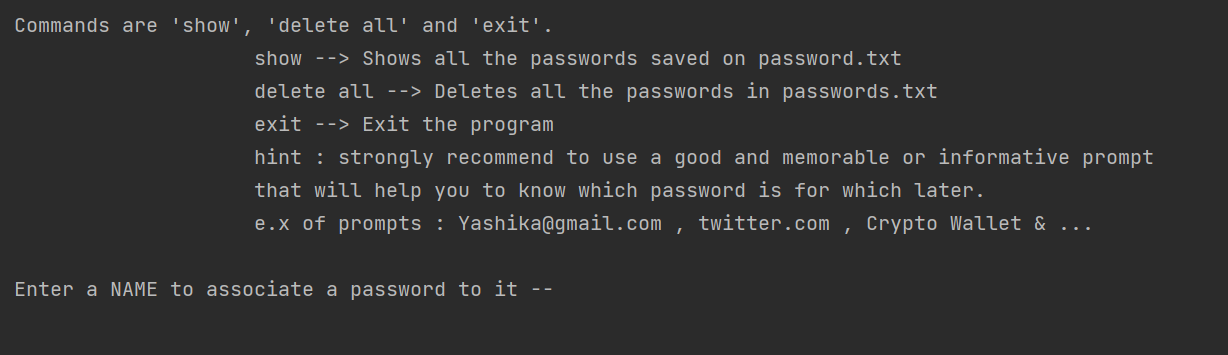 Commands are 'show', 'delete all' and 'exit'.
show --> Shows all the passwords saved on password.txt
delete all --> Deletes all the passwords in passwords.txt
exit --> Exit the program
hint : strongly recommend to use a good and memorable or informative prompt
that will help you to know which password is for which later.
e.x of prompts : Yashika@gmail.com , twitter.com , Crypto Wallet & ...
Enter a NAME to associate a password to it --